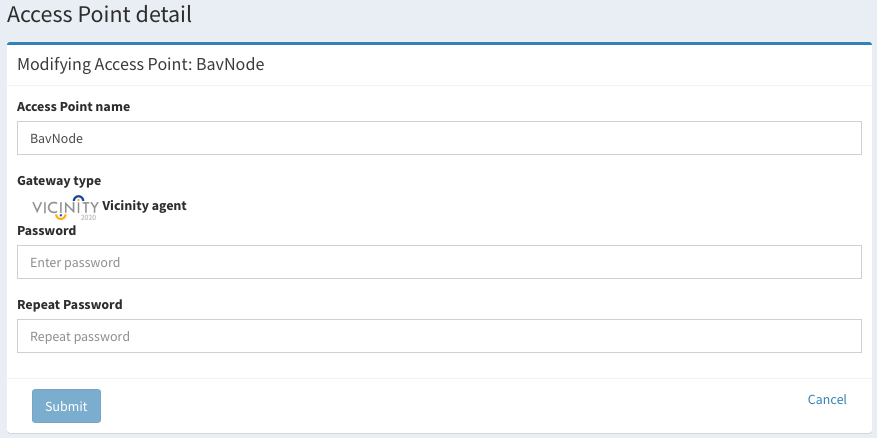 Access Point detail
Modifying Access Point: BavNode
Access Point name
BavNode
Gateway type
VICINITY 2020 Vicinity agent
Password
Enter password
Repeat Password
Repeat password
Submit
Cancel